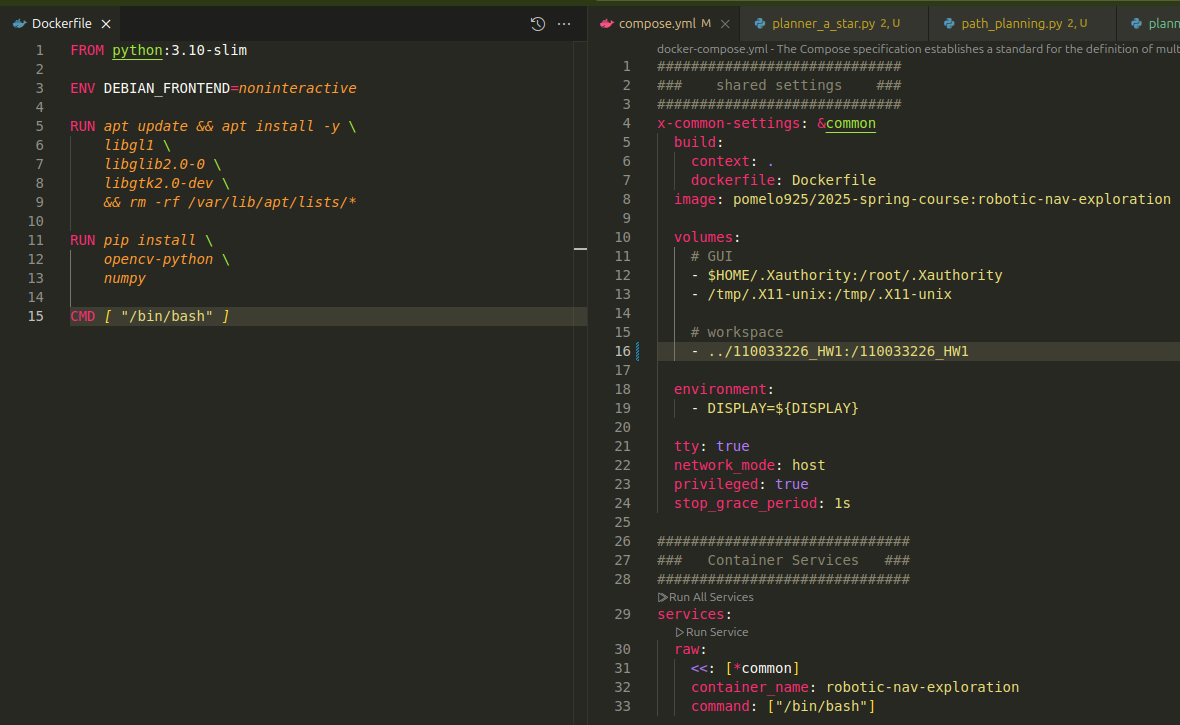 Dockerfile
1 FROM python:3.10-slim
2
3 ENV DEBIAN_FRONTEND=noninteractive
4
5 RUN apt update && apt install -y \
6     libgl1 \
7     libglib2.0-0 \
8     libgtk2.0-dev \
9     && rm -rf /var/lib/apt/lists/*
10
11 RUN pip install \
12     opencv-python \
13     numpy
14
15 CMD [ "/bin/bash" ]
compose.yml M
planner_a_star.py 2, U
path_planning.py 2, U
plann
docker-compose.yml - The Compose specification establishes a standard for the definition of mult
1 #############################
2 ###    shared settings    ###
3 #############################
4 x-common-settings: &common
5   build:
6     context: .
7     dockerfile: Dockerfile
8   image: pomelo925/2025-spring-course:robotic-nav-exploration
9
10   volumes:
11     # GUI
12     - $HOME/.Xauthority:/root/.Xauthority
13     - /tmp/.X11-unix:/tmp/.X11-unix
14
15     # workspace
16     - ../110033226_HW1:/110033226_HW1
17
18   environment:
19     - DISPLAY=${DISPLAY}
20
21   tty: true
22   network_mode: host
23   privileged: true
24   stop_grace_period: 1s
25
26 ##############################
27 ###   Container Services   ###
28 ##############################
Run All Services
29 services:
Run Service
30   raw:
31     <<: [*common]
32     container_name: robotic-nav-exploration
33     command: ["/bin/bash"]